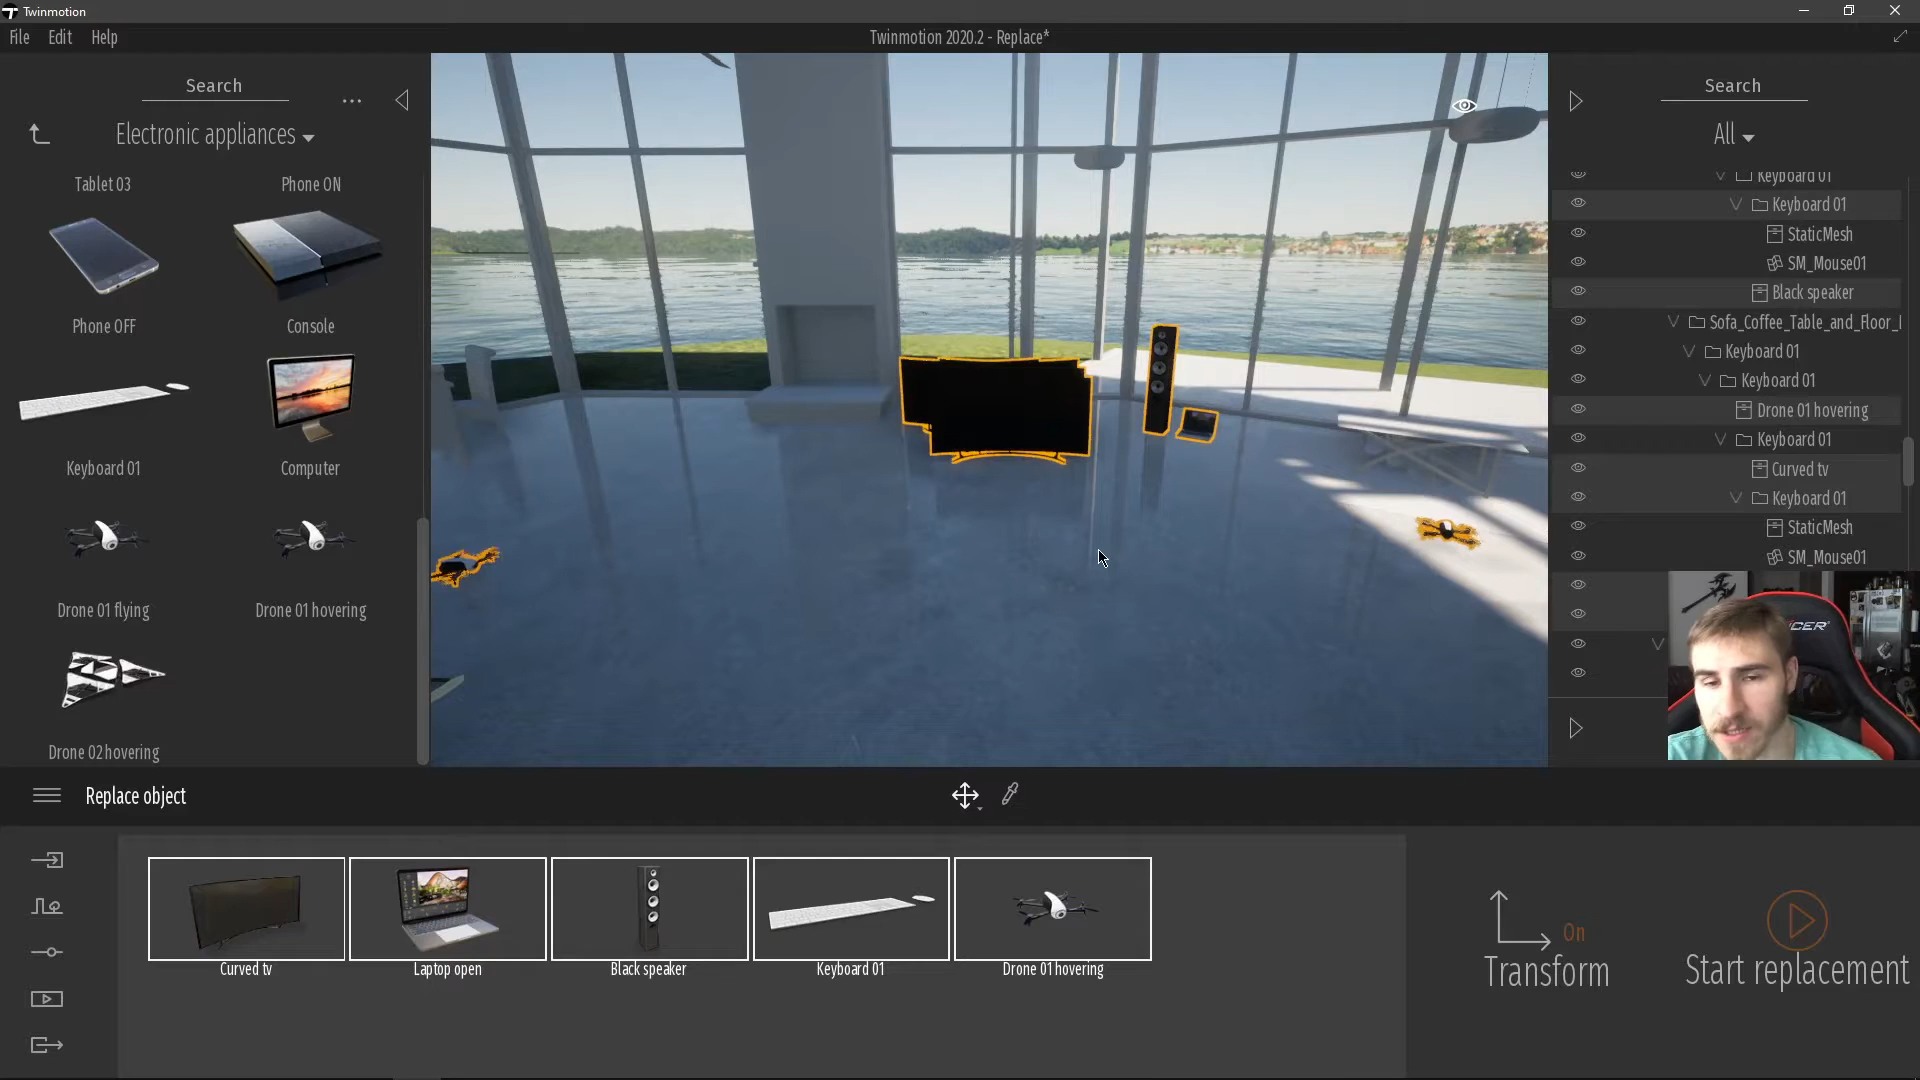 Twinmotion
File Edit Help
Twinmotion 2020.2 - Replace*
Search
...
Electronic appliances
Tablet 03
Phone ON
Phone OFF
Console
Keyboard 01
Computer
Drone 01 flying
Drone 01 hovering
Drone 02 hovering
Search
All
Keyboard 01
Keyboard 01
StaticMesh
SM_Mouse01
Black speaker
Sofa_Coffee_Table_and_Floor_
Keyboard 01
Keyboard 01
Drone 01 hovering
Keyboard 01
Curved tv
Keyboard 01
StaticMesh
SM_Mouse01
Replace object
Curved tv
Laptop open
Black speaker
Keyboard 01
Drone 01 hovering
On
Transform
Start replacement